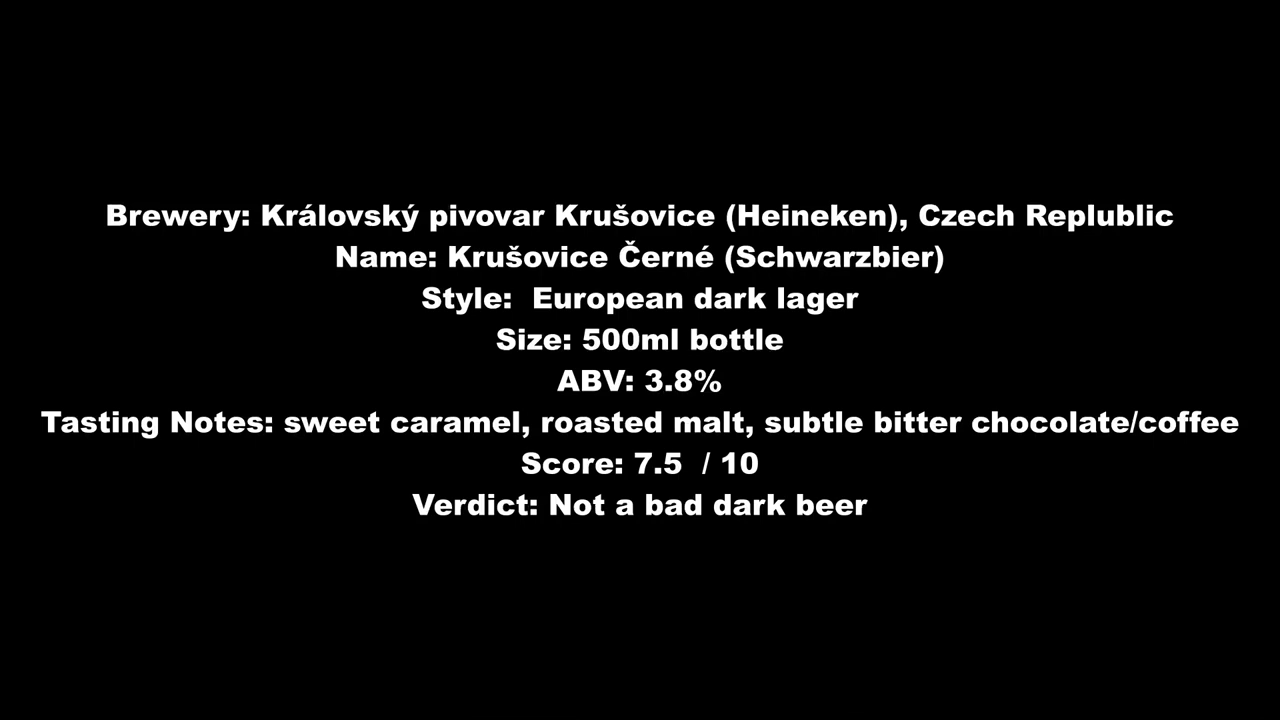 Brewery: Královský pivovar Krušovice (Heineken), Czech Replublic
Name: Krušovice Černé (Schwarzbier)
Style:  European dark lager
Size: 500ml bottle
ABV: 3.8%
Tasting Notes: sweet caramel, roasted malt, subtle bitter chocolate/coffee
Score: 7.5  / 10
Verdict: Not a bad dark beer